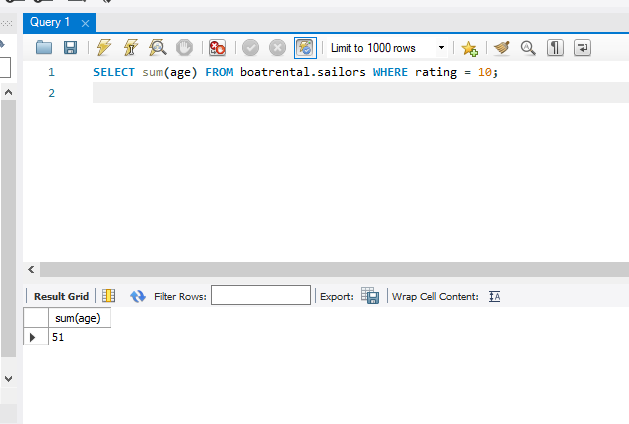 Query 1
Limit to 1000 rows
1 SELECT sum(age) FROM boatrental.sailors WHERE rating = 10;
2
Result Grid Filter Rows: Export: Wrap Cell Content:
sum(age)
51